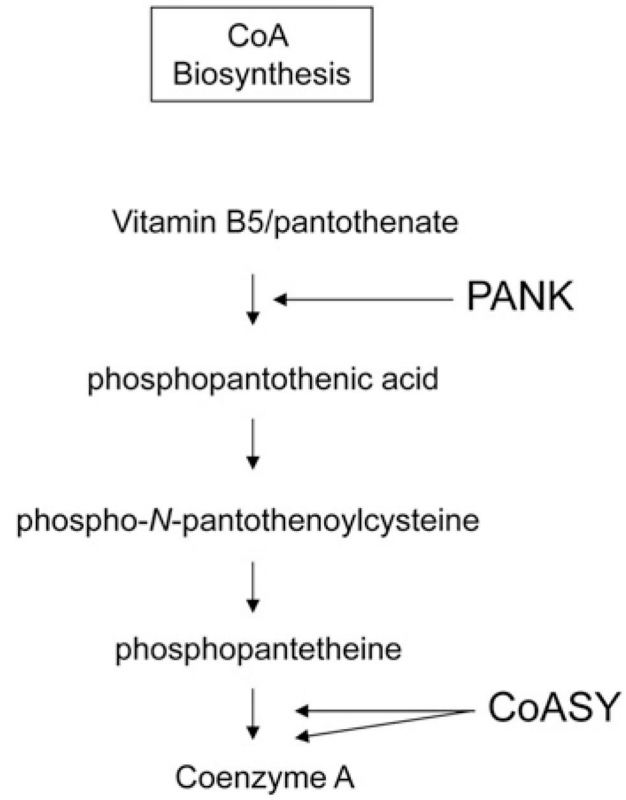 CoA
Biosynthesis
Vitamin B5/pantothenate
PANK
phosphopantothenic acid
phospho-N-pantothenoylcysteine
phosphopantetheine
CoASY
Coenzyme A